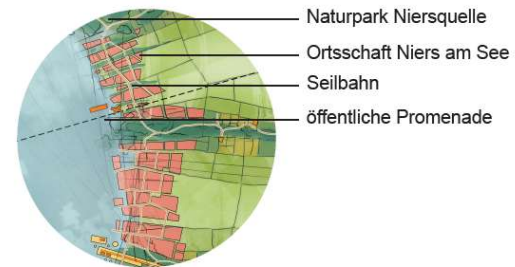 Naturpark Niersquelle
Ortsschaft Niers am See
Seilbahn
öffentliche Promenade